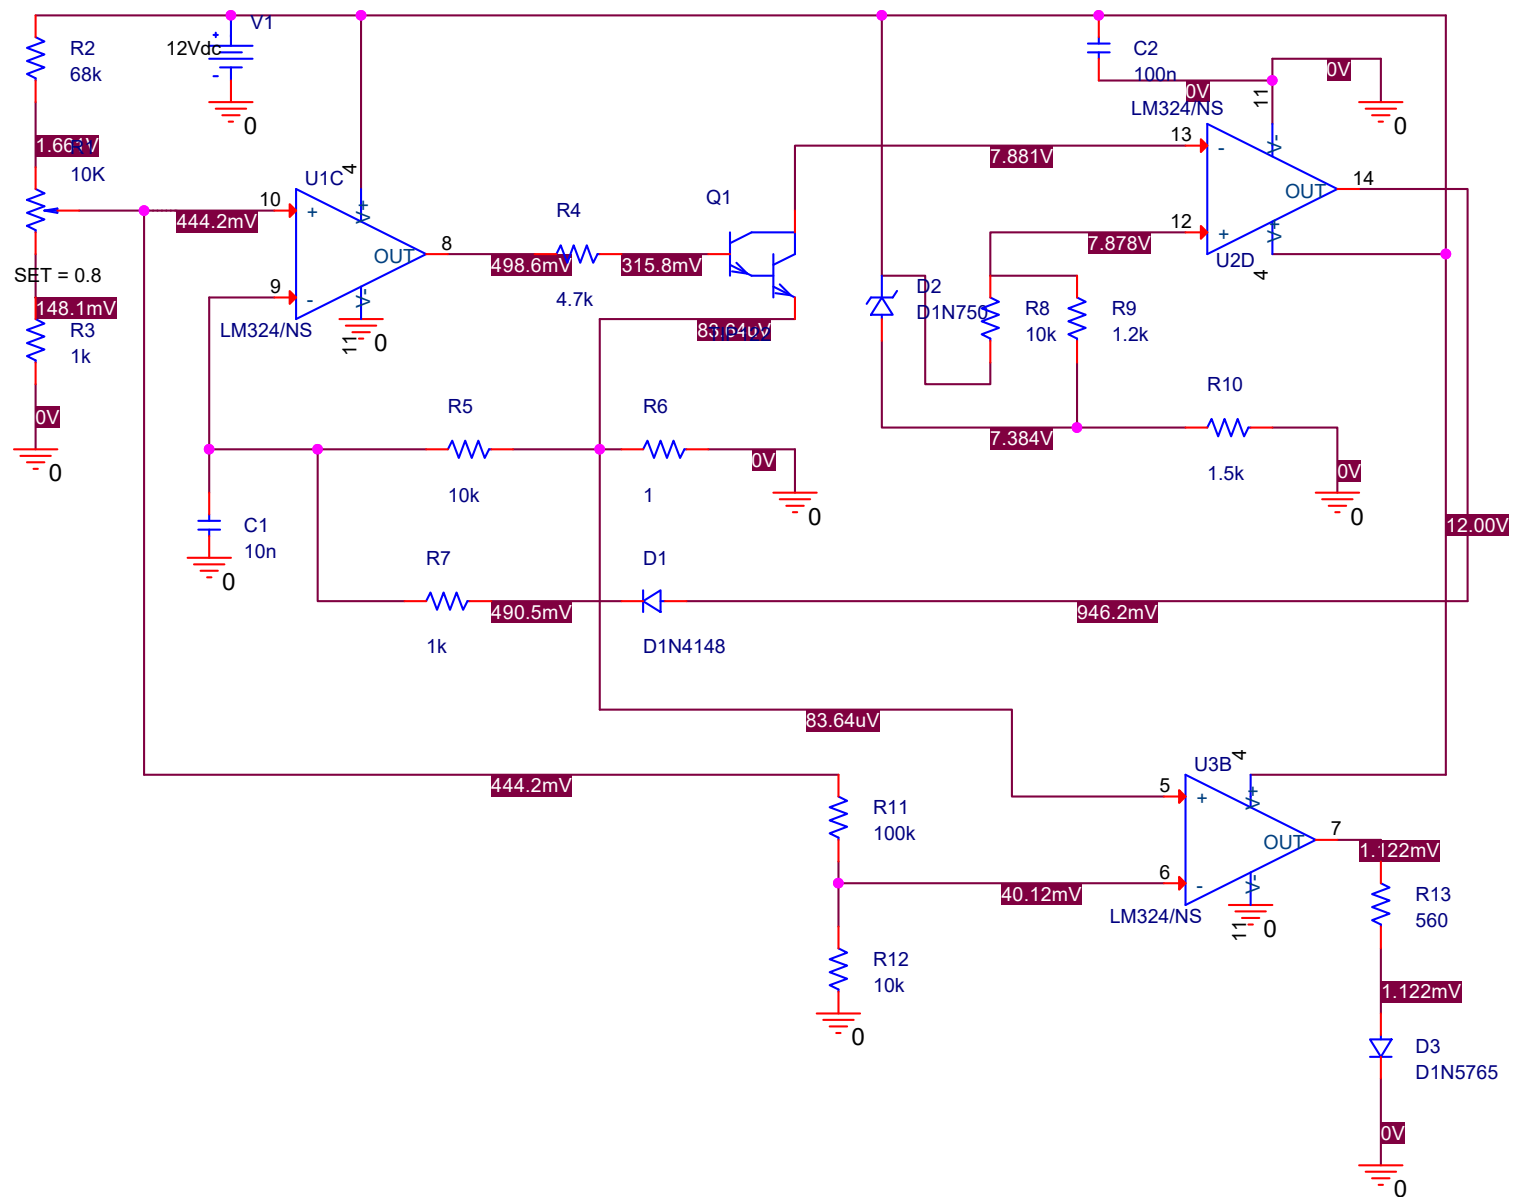 V1
12Vdc
+
-
0
R2
68k
1.661V
R1
10K
SET = 0.8
148.1mV
R3
1k
0V
0
444.2mV
10
9
U1C
+
-
4
V+
V-
11
OUT
8
LM324/NS
0
498.6mV
R4
4.7k
315.8mV
Q1
TIP122
83.64uV
7.881V
C2
100n
0V
11
0V
0
LM324/NS
13
12
-
+
V-
V+
OUT
14
U2D
4
7.878V
D2
D1N750
R8
10k
R9
1.2k
7.384V
R10
1.5k
0V
0
R5
10k
R6
1
0V
0
C1
10n
0
R7
1k
490.5mV
D1
D1N4148
946.2mV
12.00V
83.64uV
444.2mV
R11
100k
40.12mV
R12
10k
0
U3B
4
5
6
+
-
V+
V-
OUT
7
LM324/NS
11
0
1.122mV
R13
560
1.122mV
D3
D1N5765
0V
0